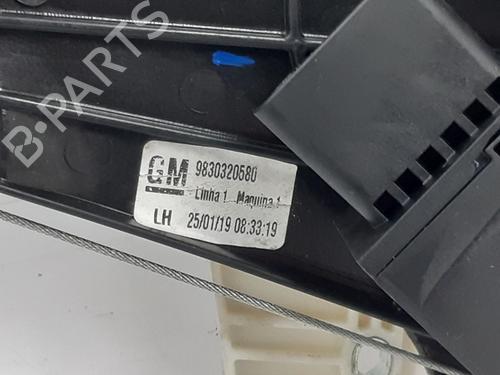 B-PARTS
GM 9830320580
Linha 1 Maquina 1
LH 25/01/19 08:33:19